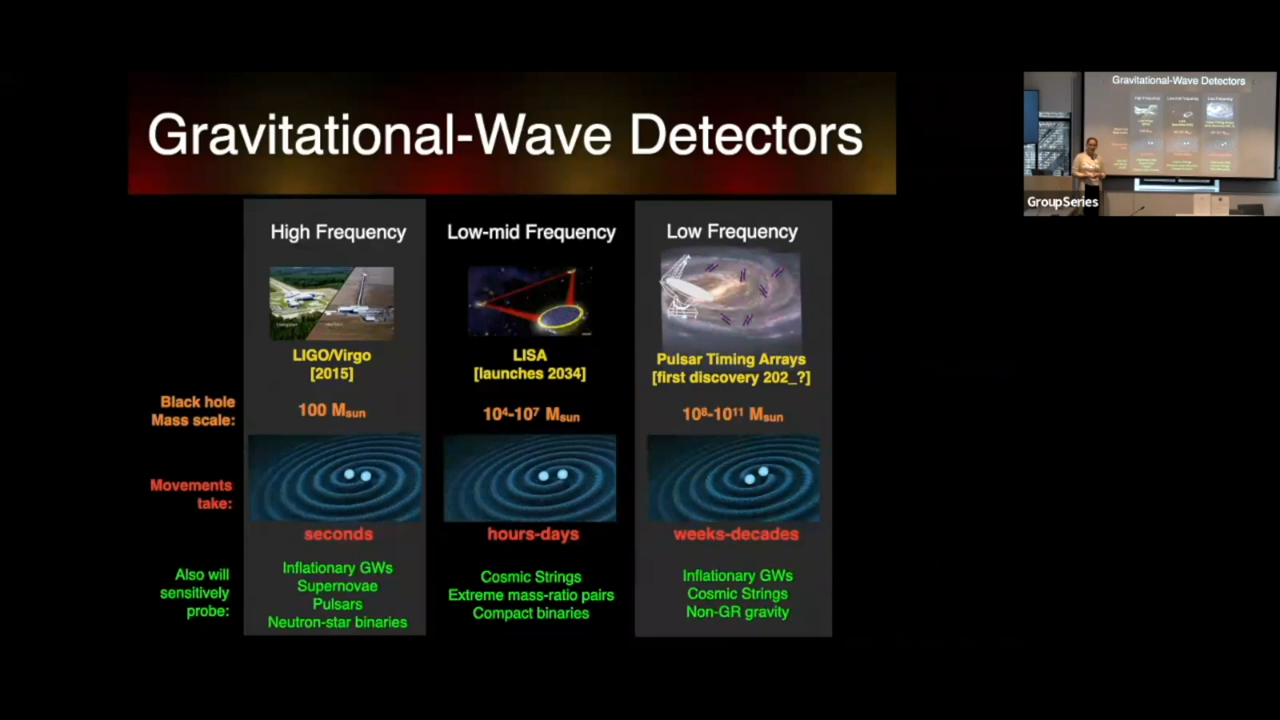 Gravitational-Wave Detectors
High Frequency
Low-mid Frequency
Low Frequency
LIGO/Virgo
[2015]
LISA
[launches 2034]
Pulsar Timing Arrays
[first discovery 202_?]
Black hole
Mass scale:
100 Msun
10⁴-10⁷ Msun
10⁸-10¹¹ Msun
Movements
take:
seconds
hours-days
weeks-decades
Also will
sensitively
probe:
Inflationary GWs
Supernovae
Pulsars
Neutron-star binaries
Cosmic Strings
Extreme mass-ratio pairs
Compact binaries
Inflationary GWs
Cosmic Strings
Non-GR gravity
Gravitational-Wave Detectors
GroupSeries